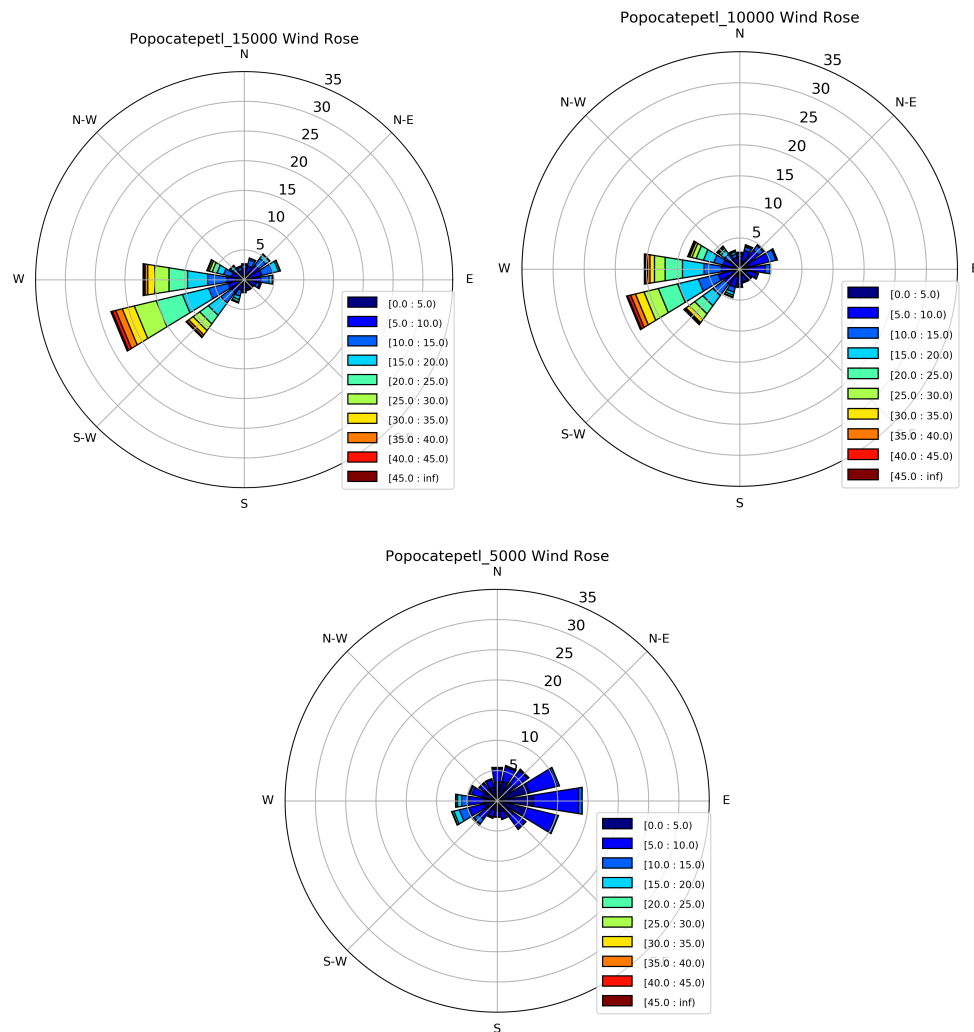 Popocatepetl_15000 Wind Rose
N
35
30
25
20
15
10
5
N-W
N-E
W
E
S-W
S
[0.0 : 5.0)
[5.0 : 10.0)
[10.0 : 15.0)
[15.0 : 20.0)
[20.0 : 25.0)
[25.0 : 30.0)
[30.0 : 35.0)
[35.0 : 40.0)
[40.0 : 45.0)
[45.0 : inf)
Popocatepetl_10000 Wind Rose
N
35
30
25
20
15
10
5
N-W
N-E
W
S-W
S
[0.0 : 5.0)
[5.0 : 10.0)
[10.0 : 15.0)
[15.0 : 20.0)
[20.0 : 25.0)
[25.0 : 30.0)
[30.0 : 35.0)
[35.0 : 40.0)
[40.0 : 45.0)
[45.0 : inf)
Popocatepetl_5000 Wind Rose
N
35
30
25
20
15
10
5
N-W
N-E
W
E
S-W
S
[0.0 : 5.0)
[5.0 : 10.0)
[10.0 : 15.0)
[15.0 : 20.0)
[20.0 : 25.0)
[25.0 : 30.0)
[30.0 : 35.0)
[35.0 : 40.0)
[40.0 : 45.0)
[45.0 : inf)